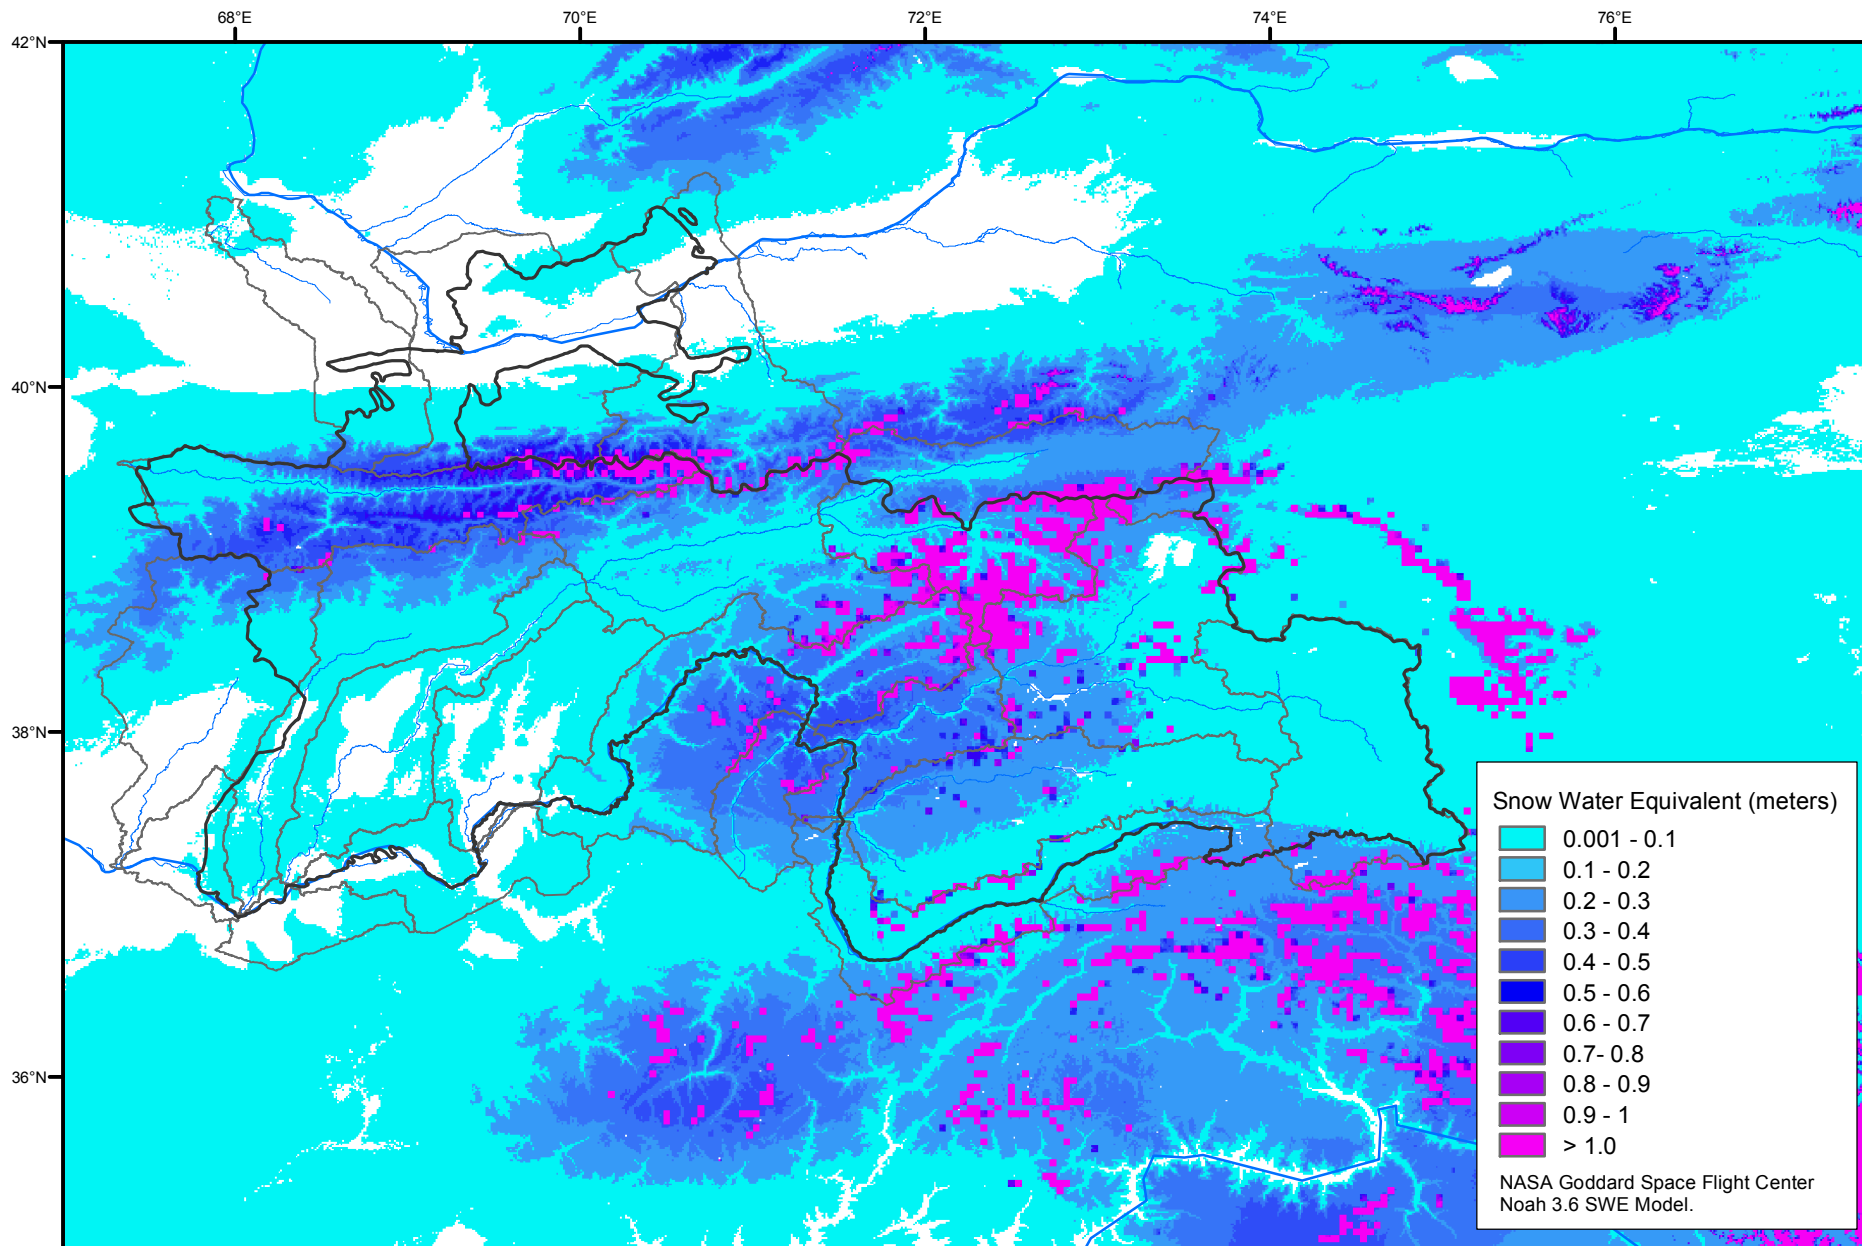 68°E 70°E 72°E 74°E 76°E
42°N
40°N
38°N
36°N
Snow Water Equivalent (meters)
0.001 - 0.1
0.1 - 0.2
0.2 - 0.3
0.3 - 0.4
0.4 - 0.5
0.5 - 0.6
0.6 - 0.7
0.7- 0.8
0.8 - 0.9
0.9 - 1
> 1.0
NASA Goddard Space Flight Center
Noah 3.6 SWE Model.